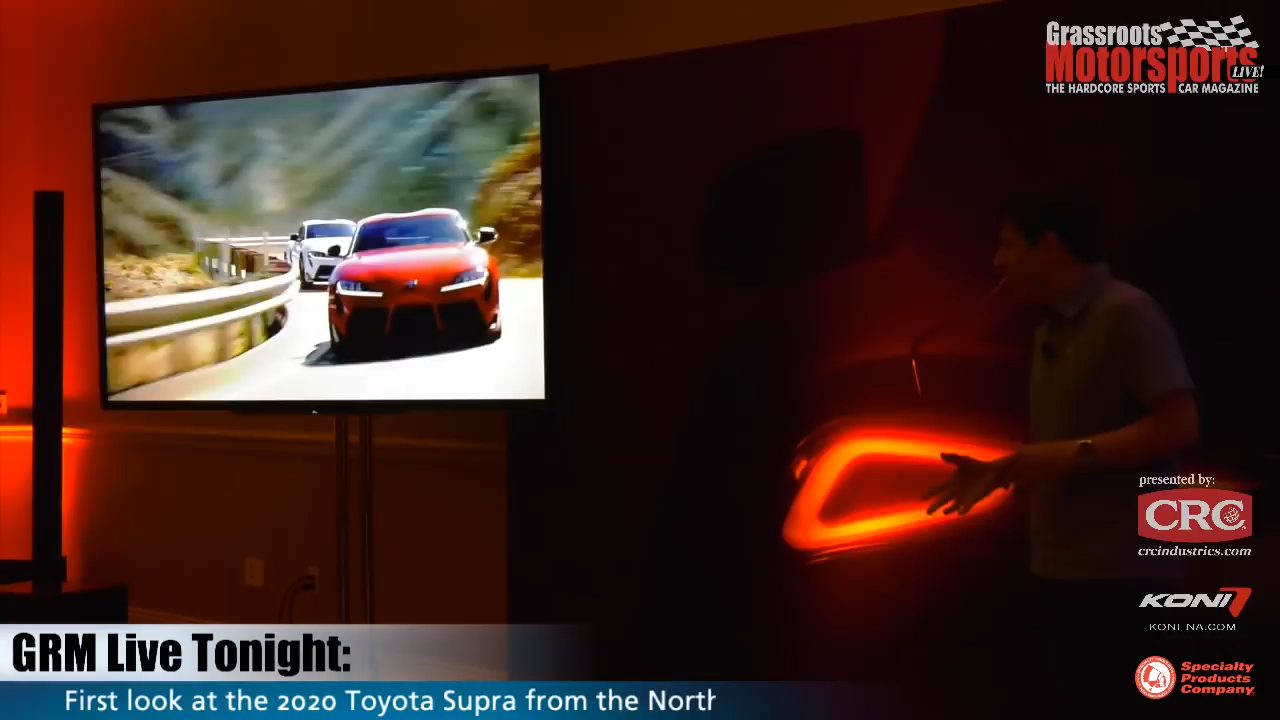 Grassroots
Motorsports
LIVE!
THE HARDCORE SPORTS CAR MAGAZINE
presented by:
CRC
crcindustries.com
KONI
KONI-NA.COM
Specialty
Products
Company
GRM Live Tonight:
First look at the 2020 Toyota Supra from the North